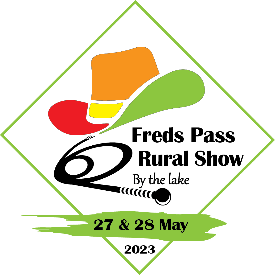 Freds Pass
Rural Show
By the lake
27 & 28 May
2023